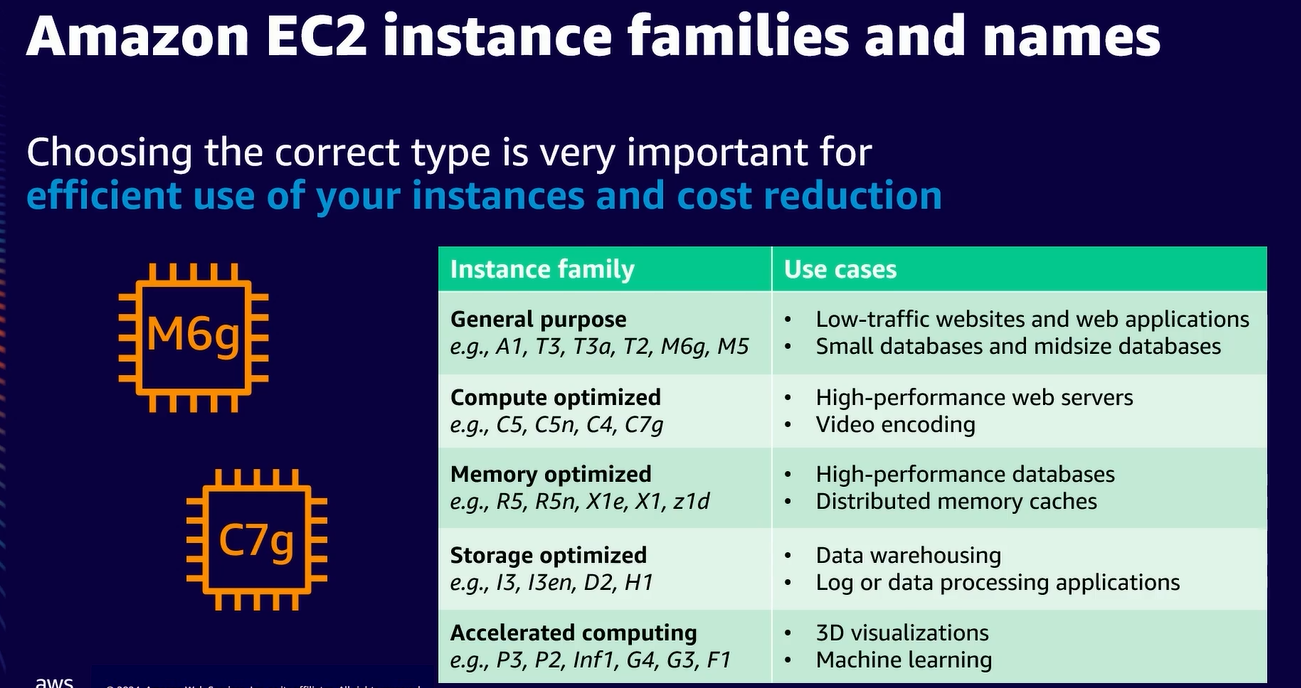 Amazon EC2 instance families and names
Choosing the correct type is very important for
efficient use of your instances and cost reduction
M6g
C7g
Instance family
Use cases
General purpose
e.g., A1, T3, T3a, T2, M6g, M5
• Low-traffic websites and web applications
• Small databases and midsize databases
Compute optimized
e.g., C5, C5n, C4, C7g
• High-performance web servers
• Video encoding
Memory optimized
e.g., R5, R5n, X1e, X1, z1d
• High-performance databases
• Distributed memory caches
Storage optimized
e.g., I3, I3en, D2, H1
• Data warehousing
• Log or data processing applications
Accelerated computing
e.g., P3, P2, Inf1, G4, G3, F1
• 3D visualizations
• Machine learning
aws